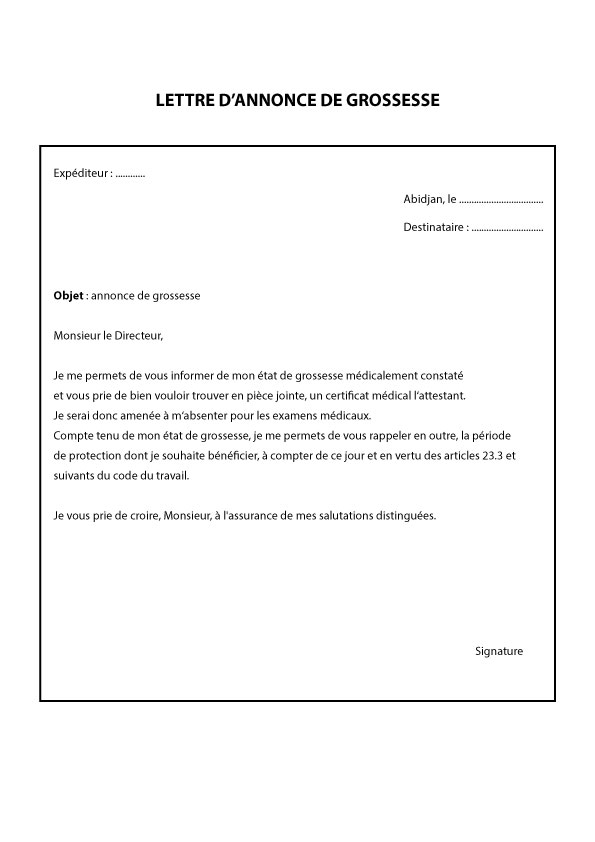 LETTRE D’ANNONCE DE GROSSESSE
Expéditeur : ............
Abidjan, le ..................................
Destinataire : .............................
Objet : annonce de grossesse
Monsieur le Directeur,
Je me permets de vous informer de mon état de grossesse médicalement constaté
et vous prie de bien vouloir trouver en pièce jointe, un certificat médical l’attestant.
Je serai donc amenée à m’absenter pour les examens médicaux.
Compte tenu de mon état de grossesse, je me permets de vous rappeler en outre, la période
de protection dont je souhaite bénéficier, à compter de ce jour et en vertu des articles 23.3 et
suivants du code du travail.
Je vous prie de croire, Monsieur, à l'assurance de mes salutations distinguées.
Signature